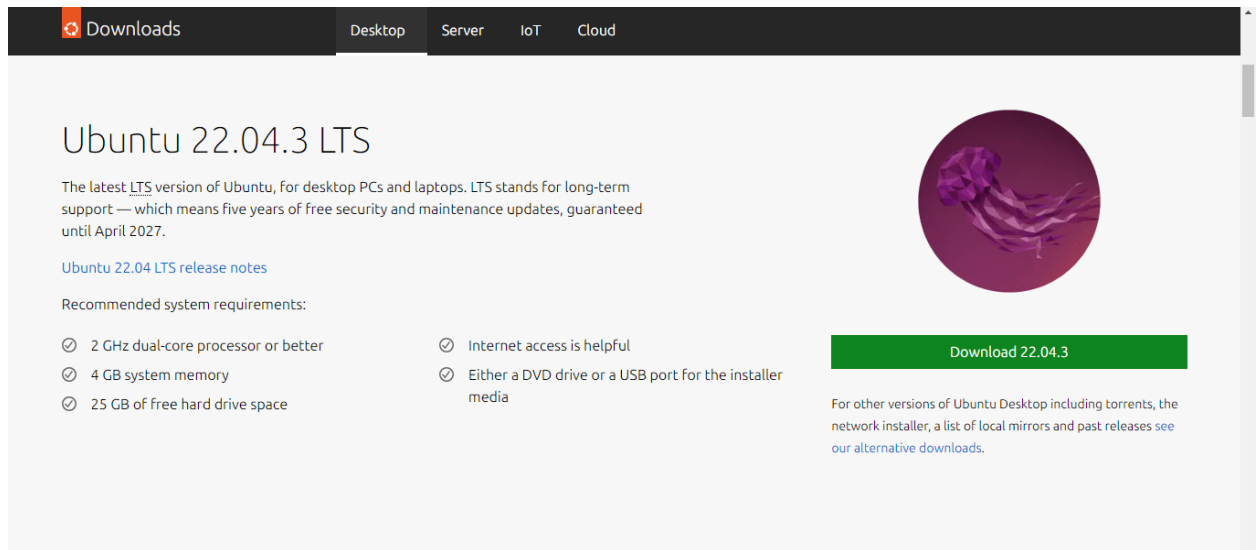 Downloads
Desktop
Server
IoT
Cloud
Ubuntu 22.04.3 LTS
The latest LTS version of Ubuntu, for desktop PCs and laptops. LTS stands for long-term
support — which means five years of free security and maintenance updates, guaranteed
until April 2027.
Ubuntu 22.04 LTS release notes
Recommended system requirements:
2 GHz dual-core processor or better
4 GB system memory
25 GB of free hard drive space
Internet access is helpful
Either a DVD drive or a USB port for the installer
media
Download 22.04.3
For other versions of Ubuntu Desktop including torrents, the
network installer, a list of local mirrors and past releases see
our alternative downloads.